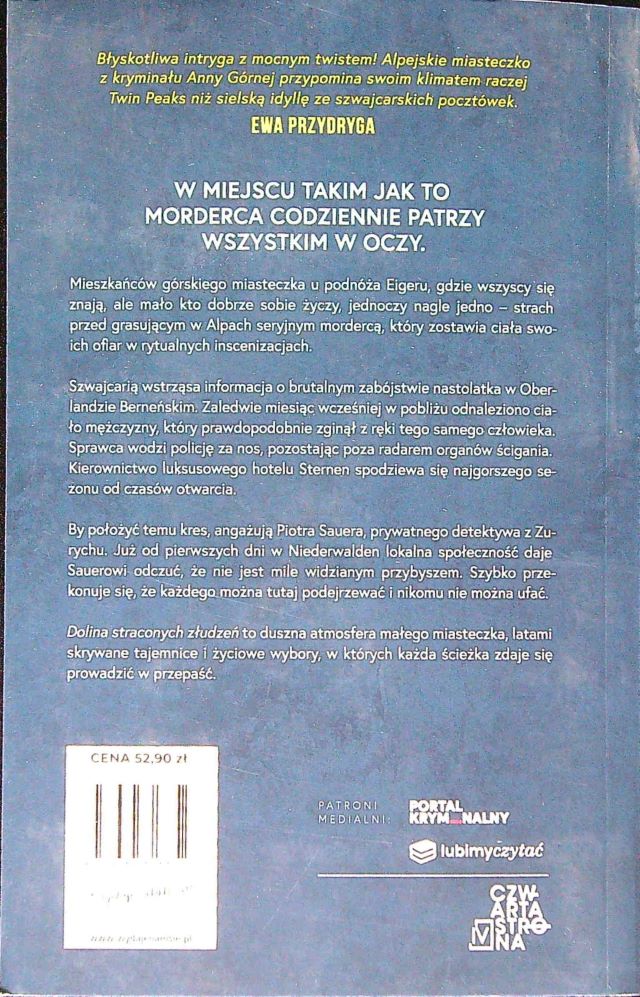 Błyskotliwa intryga z mocnym twistem! Alpejskie miasteczko
z kryminału Anny Górnej przypomina swoim klimatem raczej
Twin Peaks niż sielską idyllę ze szwajcarskich pocztówek.
EWA PRZYDRYGA
W MIEJSCU TAKIM JAK TO
MORDERCA CODZIENNIE PATRZY
WSZYSTKIM W OCZY.
Mieszkańców górskiego miasteczka u podnóża Eigeru, gdzie wszyscy się
znają, ale mało kto dobrze sobie życzy, jednoczy nagle jedno – strach
przed grasującym w Alpach seryjnym mordercą, który zostawia ciała swo-
ich ofiar w rytualnych inscenizacjach.
Szwajcarią wstrząsa informacja o brutalnym zabójstwie nastolatka w Ober-
landzie Berneńskim. Zaledwie miesiąc wcześniej w pobliżu odnaleziono cia-
ło mężczyzny, który prawdopodobnie zginął z ręki tego samego człowieka.
Sprawca wodzi policję za nos, pozostając poza radarem organów ścigania.
Kierownictwo luksusowego hotelu Sternen spodziewa się najgorszego se-
zonu od czasów otwarcia.
By położyć temu kres, angażują Piotra Sauera, prywatnego detektywa z Zu-
rychu. Już od pierwszych dni w Niederwalden lokalna społeczność daje
Sauerowi odczuć, że nie jest mile widzianym przybyszem. Szybko prze-
konuje się, że każdego można tutaj podejrzewać i nikomu nie można ufać.
Dolina straconych złudzeń to duszna atmosfera małego miasteczka, latami
skrywane tajemnice i życiowe wybory, w których każda ścieżka zdaje się
prowadzić w przepaść.
CENA 52,90 zł
PATRONI
MEDIALNI:
PORTAL
KRYM_NALNY
lubimyczytać
CZW
ARTA
STRO
NA